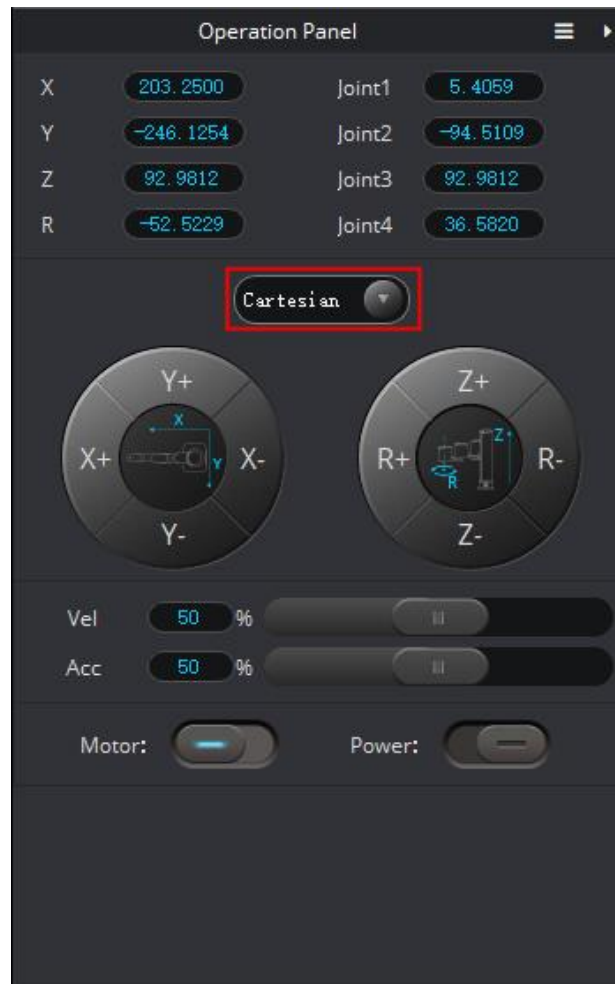 Operation Panel
X 203.2500 Joint1 5.4059
Y -246.1254 Joint2 -94.5109
Z 92.9812 Joint3 92.9812
R -52.5229 Joint4 36.5820
Cartesian
Y+ Z+
X
Z
X+ X- R+ R-
Y
R
Y- Z-
Vel 50 %
Acc 50 %
Motor: Power: